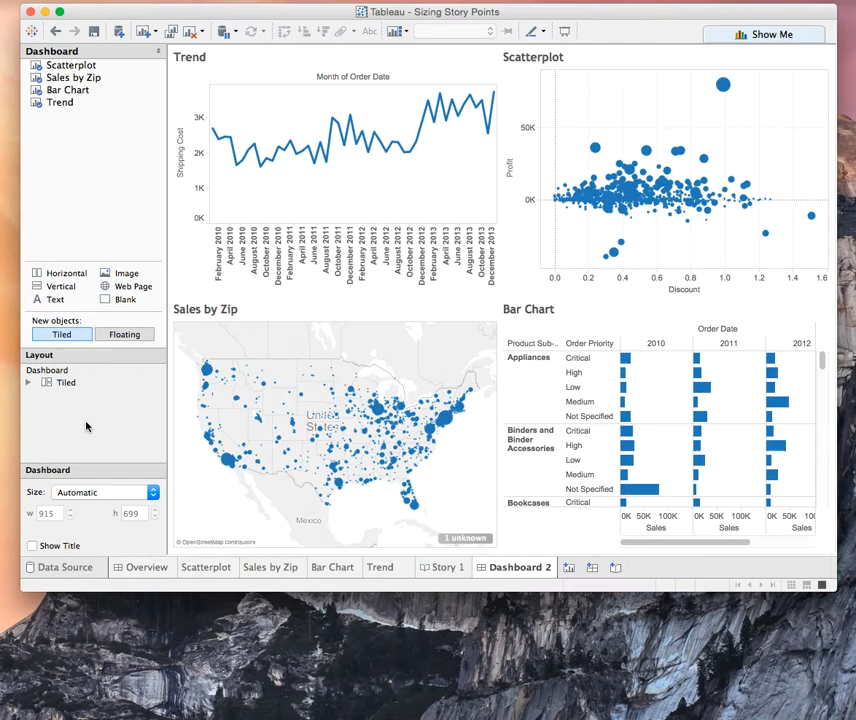 Tableau - Sizing Story Points
Abc
Show Me
Dashboard
Scatterplot
Sales by Zip
Bar Chart
Trend
Horizontal
Image
Vertical
Web Page
Text
Blank
New objects:
Tiled
Floating
Layout
Dashboard
Tiled
Dashboard
Size: Automatic
w 915 h 699
Show Title
Trend
Month of Order Date
Shipping Cost
3K
2K
1K
0K
February 2010
April 2010
June 2010
August 2010
October 2010
December 2010
February 2011
April 2011
June 2011
August 2011
October 2011
December 2011
February 2012
April 2012
June 2012
August 2012
October 2012
December 2012
February 2013
April 2013
June 2013
August 2013
October 2013
December 2013
Scatterplot
Profit
50K
0K
0.0 0.2 0.4 0.6 0.8 1.0 1.2 1.4 1.6
Discount
Sales by Zip
United
States
Mexico
© OpenStreetMap contributors
1 unknown
Bar Chart
Order Date
Product Sub-.. Order Priority 2010 2011 2012
Appliances Critical
High
Low
Medium
Not Specified
Binders and Binder Accessories Critical
High
Low
Medium
Not Specified
Bookcases Critical
0K 50K 100K 0K 50K 100K 0K 50K 10
Sales Sales Sales
Data Source Overview Scatterplot Sales by Zip Bar Chart Trend Story 1 Dashboard 2